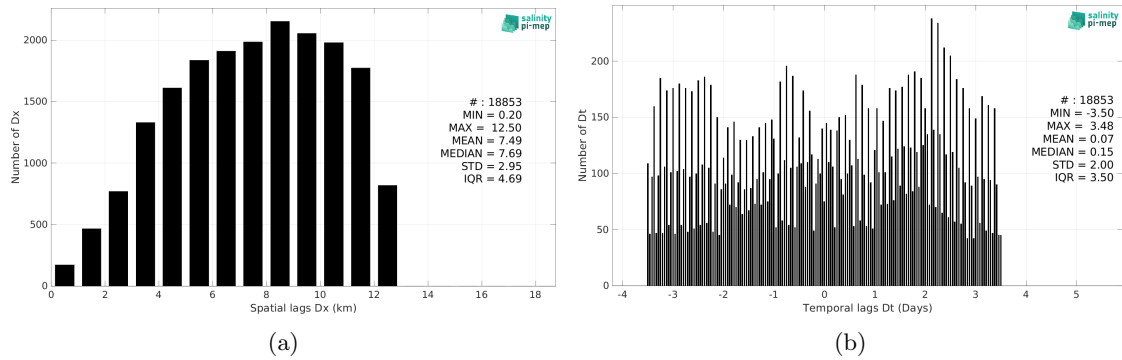 2000
1500
1000
500
0
0 2 4 6 8 10 12 14 16 18
Number of Dx
Spatial lags Dx (km)
salinity
pi-mep
# : 18853
MIN = 0.20
MAX = 12.50
MEAN = 7.49
MEDIAN = 7.69
STD = 2.95
IQR = 4.69
(a)
200
150
100
50
0
-4 -3 -2 -1 0 1 2 3 4 5
Number of Dt
Temporal lags Dt (Days)
salinity
pi-mep
# : 18853
MIN = -3.50
MAX = 3.48
MEAN = 0.07
MEDIAN = 0.15
STD = 2.00
IQR = 3.50
(b)